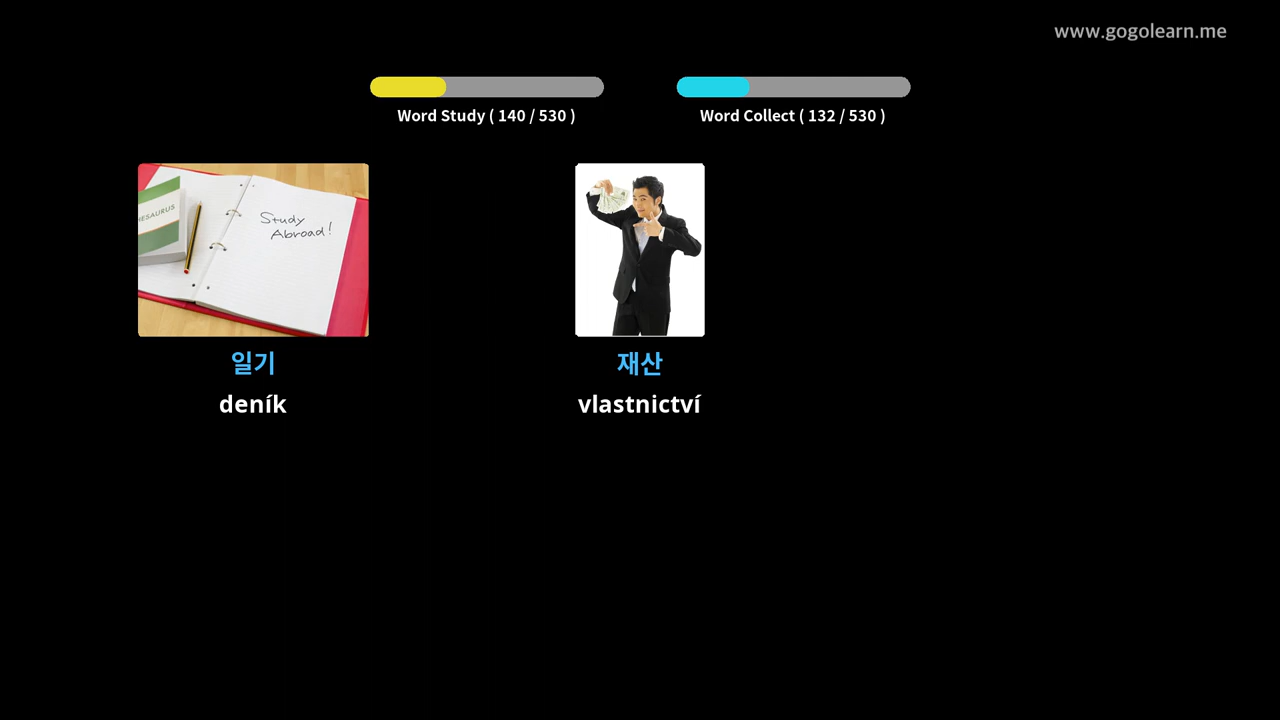 www.gogolearn.me
Word Study ( 140 / 530 )
Word Collect ( 132 / 530 )
HESAURUS
Study
Abroad!
일기
재산
deník
vlastnictví